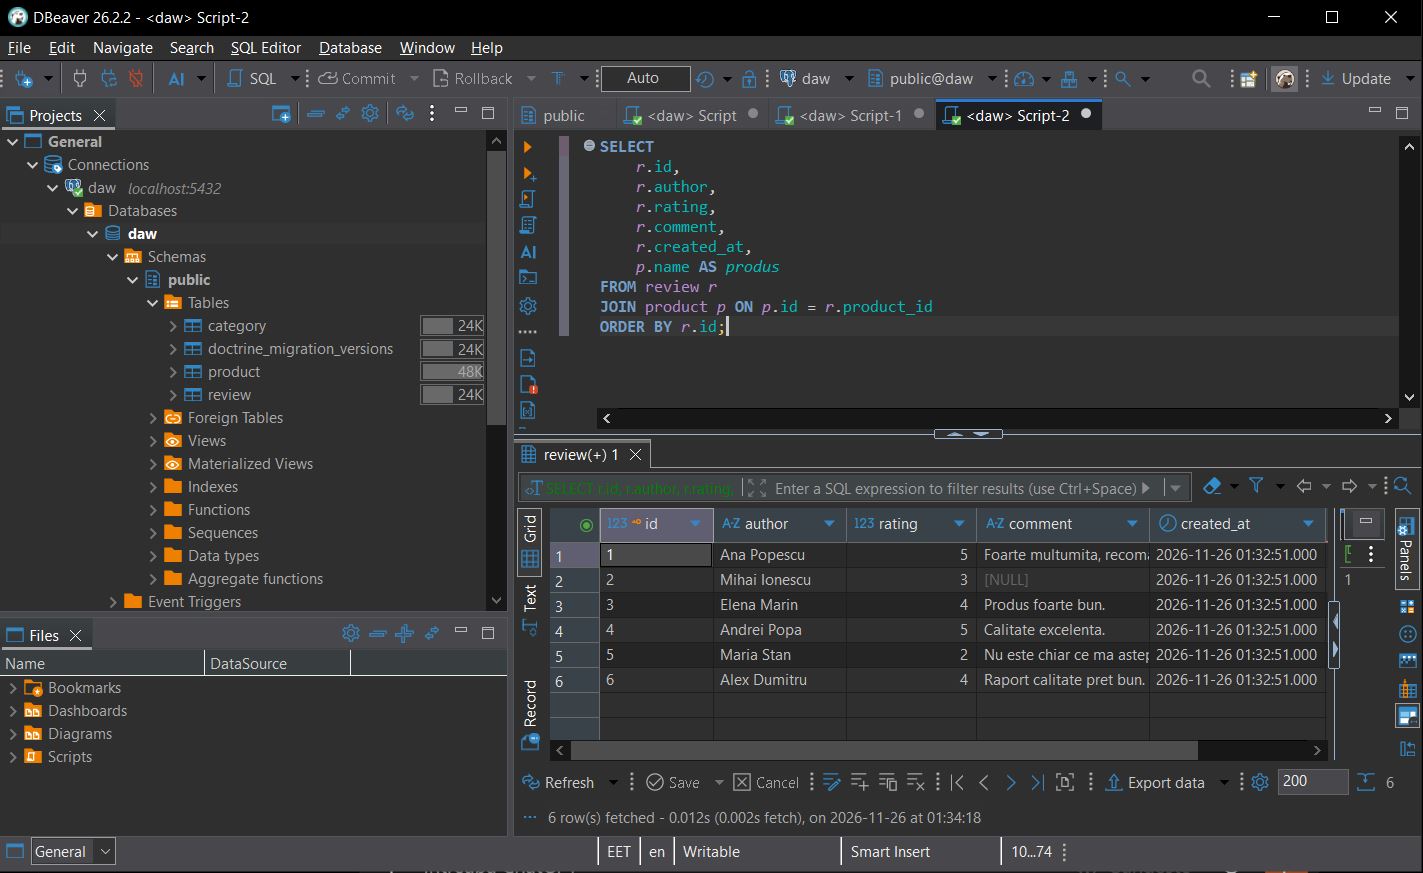 DBeaver 26.2.2 - <daw> Script-2
File Edit Navigate Search SQL Editor Database Window Help
AI SQL Commit Rollback T Auto daw public@daw Update
Projects
General
Connections
daw localhost:5432
Databases
daw
Schemas
public
Tables
category 24K
doctrine_migration_versions 24K
product 48K
review 24K
Foreign Tables
Views
Materialized Views
Indexes
Functions
Sequences
Data types
Aggregate functions
Event Triggers
Files
Name DataSource
Bookmarks
Dashboards
Diagrams
Scripts
public <daw> Script <daw> Script-1 <daw> Script-2
AI
SELECT
r.id,
r.author,
r.rating,
r.comment,
r.created_at,
p.name AS produs
FROM review r
JOIN product p ON p.id = r.product_id
ORDER BY r.id;
review(+) 1
SELECT r.id, r.author, r.rating, Enter a SQL expression to filter results (use Ctrl+Space)
Grid
Text
Record
123 id A-Z author 123 rating A-Z comment created_at
1 1 Ana Popescu 5 Foarte multumita, recoma 2026-11-26 01:32:51.000
2 2 Mihai Ionescu 3 [NULL] 2026-11-26 01:32:51.000
3 3 Elena Marin 4 Produs foarte bun. 2026-11-26 01:32:51.000
4 4 Andrei Popa 5 Calitate excelenta. 2026-11-26 01:32:51.000
5 5 Maria Stan 2 Nu este chiar ce ma astep 2026-11-26 01:32:51.000
6 6 Alex Dumitru 4 Raport calitate pret bun. 2026-11-26 01:32:51.000
1
Panels
Refresh Save Cancel Export data 200 6
6 row(s) fetched - 0.012s (0.002s fetch), on 2026-11-26 at 01:34:18
General EET en Writable Smart Insert 10...74